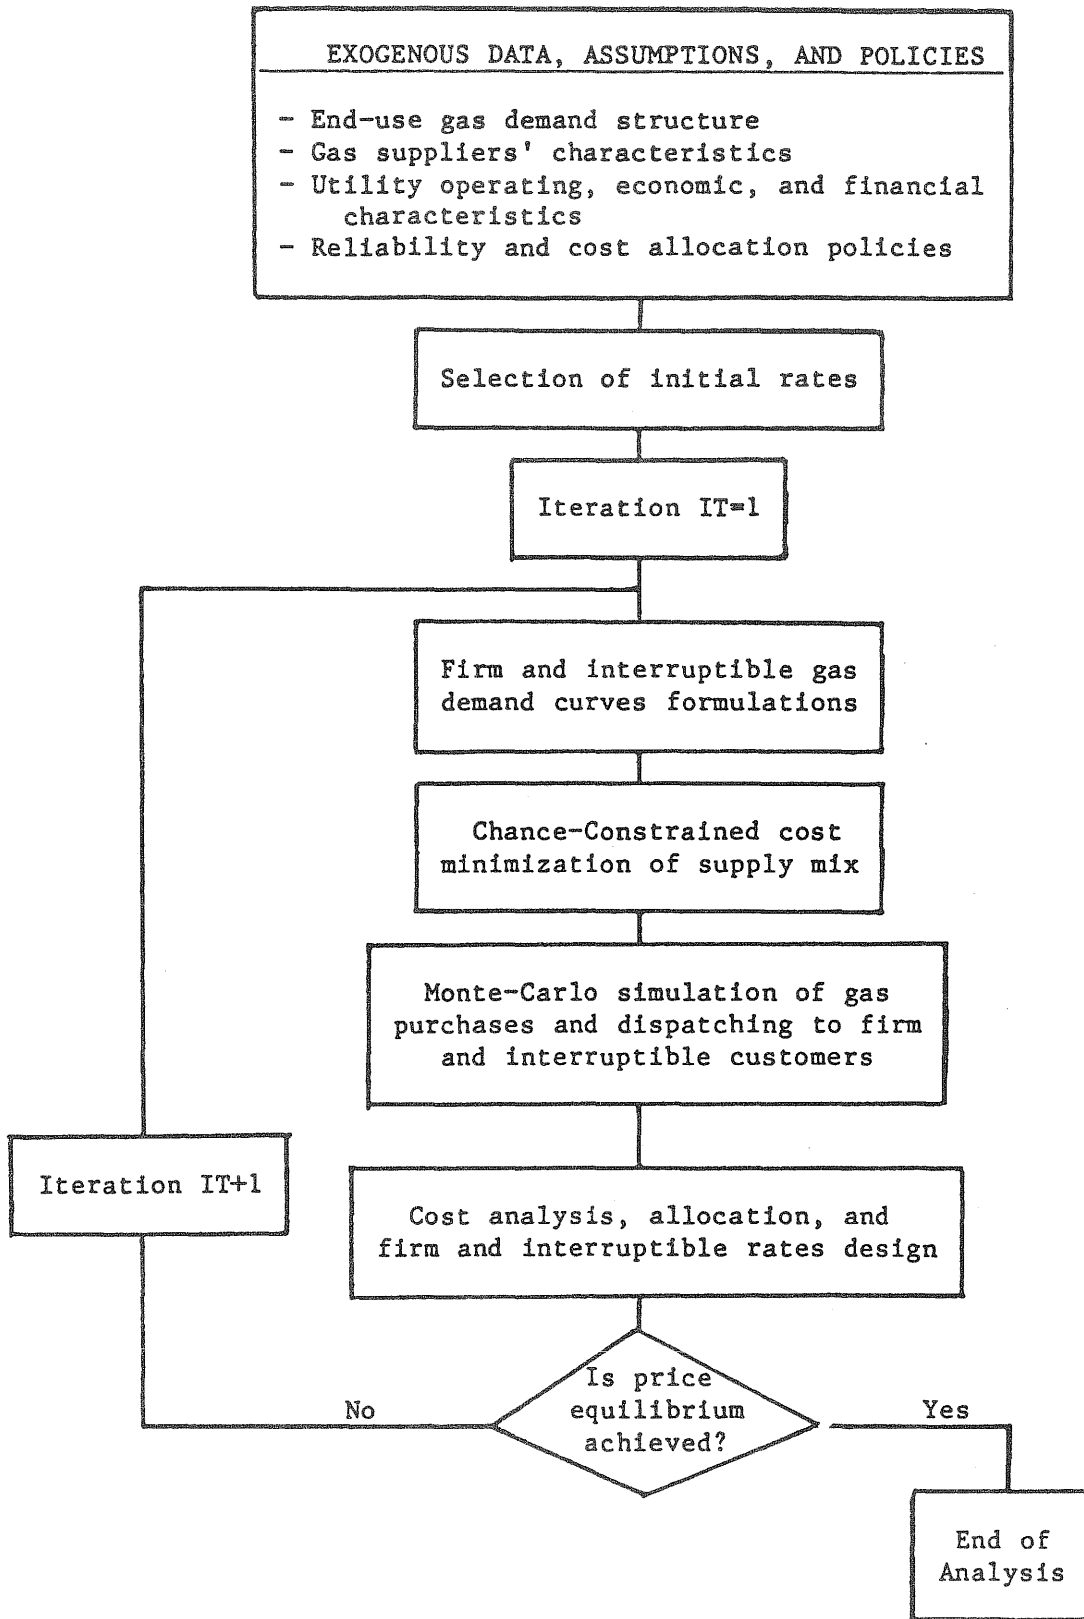 EXOGENOUS DATA, ASSUMPTIONS, AND POLICIES
- End-use gas demand structure
- Gas suppliers' characteristics
- Utility operating, economic, and financial
characteristics
- Reliability and cost allocation policies
Selection of initial rates
Iteration IT=1
Firm and interruptible gas
demand curves formulations
Chance-Constrained cost
minimization of supply mix
Monte-Carlo simulation of gas
purchases and dispatching to firm
and interruptible customers
Iteration IT+1
Cost analysis, allocation, and
firm and interruptible rates design
Is price
equilibrium
achieved?
No
Yes
End of
Analysis